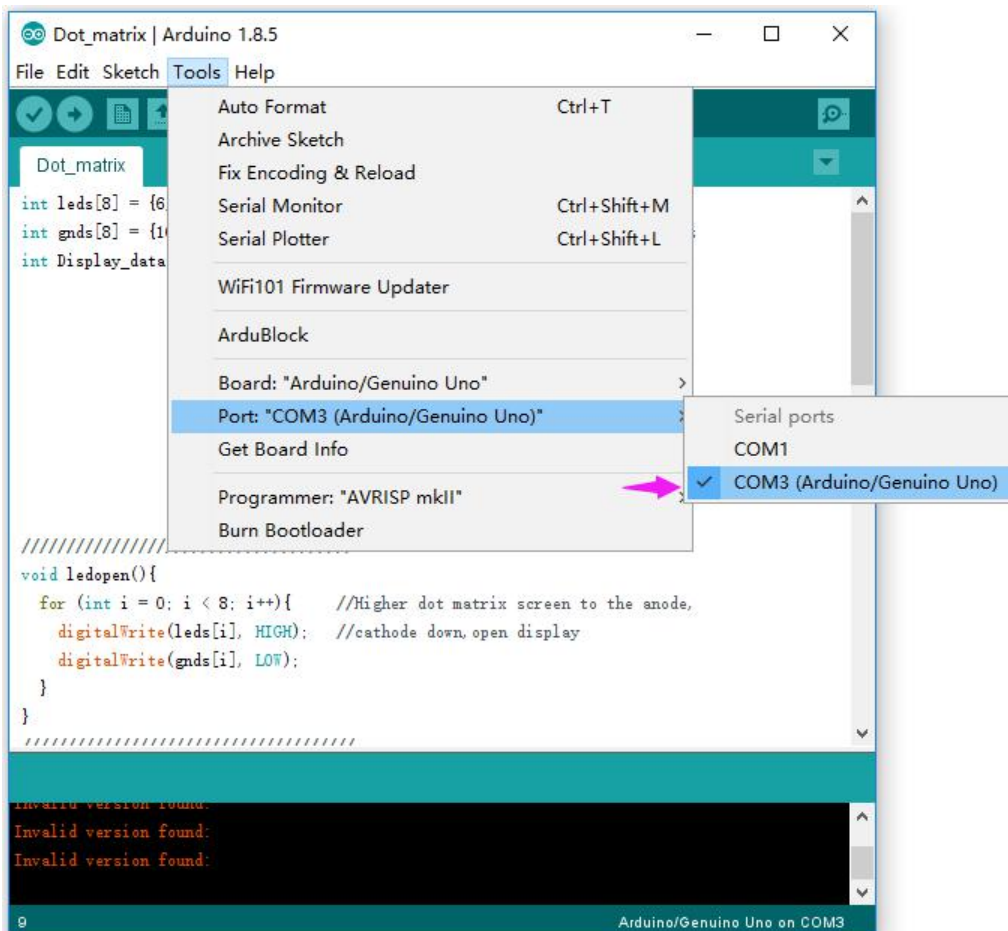 Dot_matrix | Arduino 1.8.5
File Edit Sketch Tools Help
Auto Format Ctrl+T
Archive Sketch
Fix Encoding & Reload
Serial Monitor Ctrl+Shift+M
Serial Plotter Ctrl+Shift+L
WiFi101 Firmware Updater
ArduBlock
Board: "Arduino/Genuino Uno"
Port: "COM3 (Arduino/Genuino Uno)"
Get Board Info
Programmer: "AVRISP mkII"
Burn Bootloader
Serial ports
COM1
COM3 (Arduino/Genuino Uno)
Dot_matrix
int leds[8] = {6
int gnds[8] = {1
int Display_data
void ledopen(){
for (int i = 0; i < 8; i++){ //Higher dot matrix screen to the anode,
digitalWrite(leds[i], HIGH); //cathode down,open display
digitalWrite(gnds[i], LOW);
}
}
Invalid version found:
Invalid version found:
Invalid version found:
9 Arduino/Genuino Uno on COM3